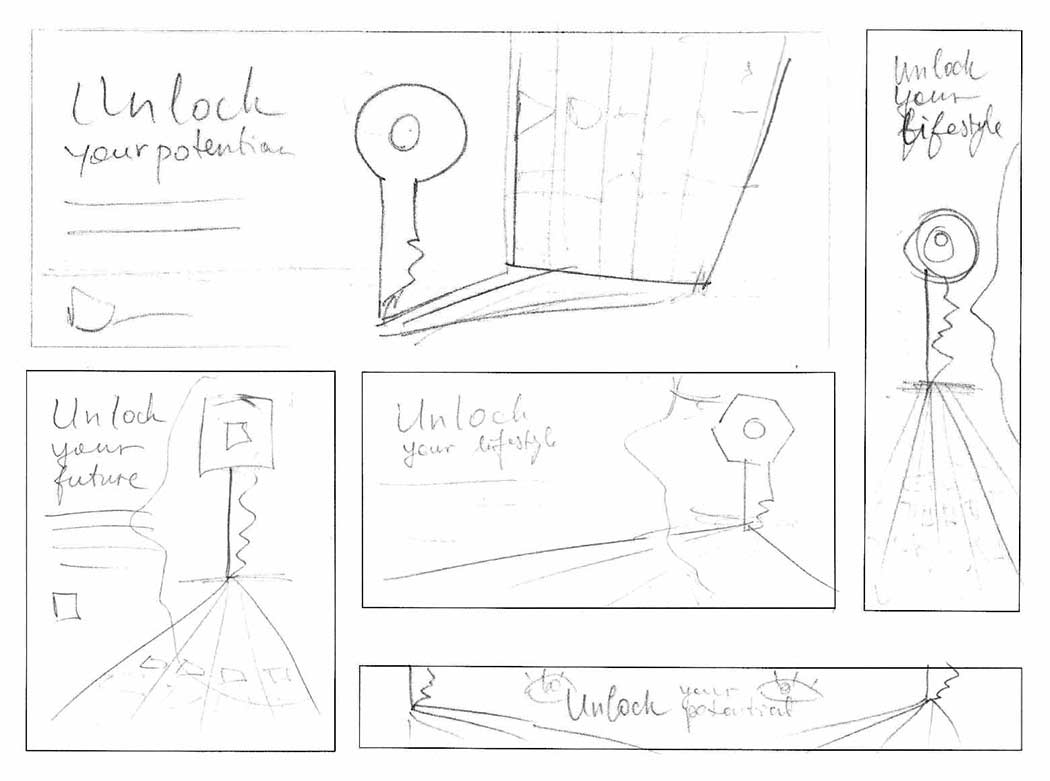 Unlock
your potential
Unlock
your
lifestyle
Unlock
your
future
Unlock
your lifestyle
Unlock your
potential